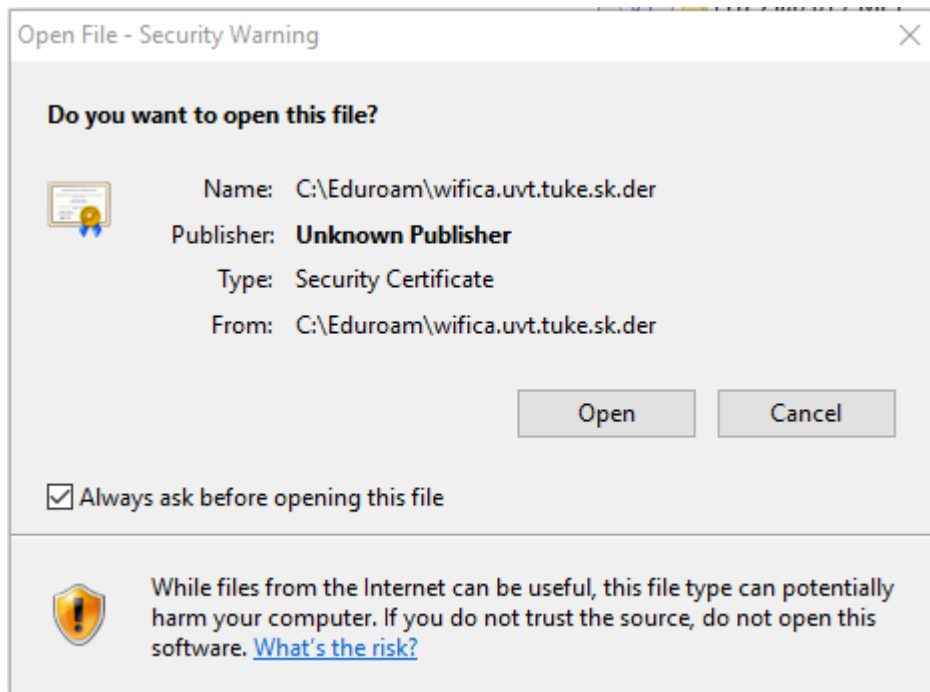 Open File - Security Warning
Do you want to open this file?
Name: C:\Eduroam\wifica.uvt.tuke.sk.der
Publisher: Unknown Publisher
Type: Security Certificate
From: C:\Eduroam\wifica.uvt.tuke.sk.der
Open Cancel
Always ask before opening this file
While files from the Internet can be useful, this file type can potentially
harm your computer. If you do not trust the source, do not open this
software. What's the risk?